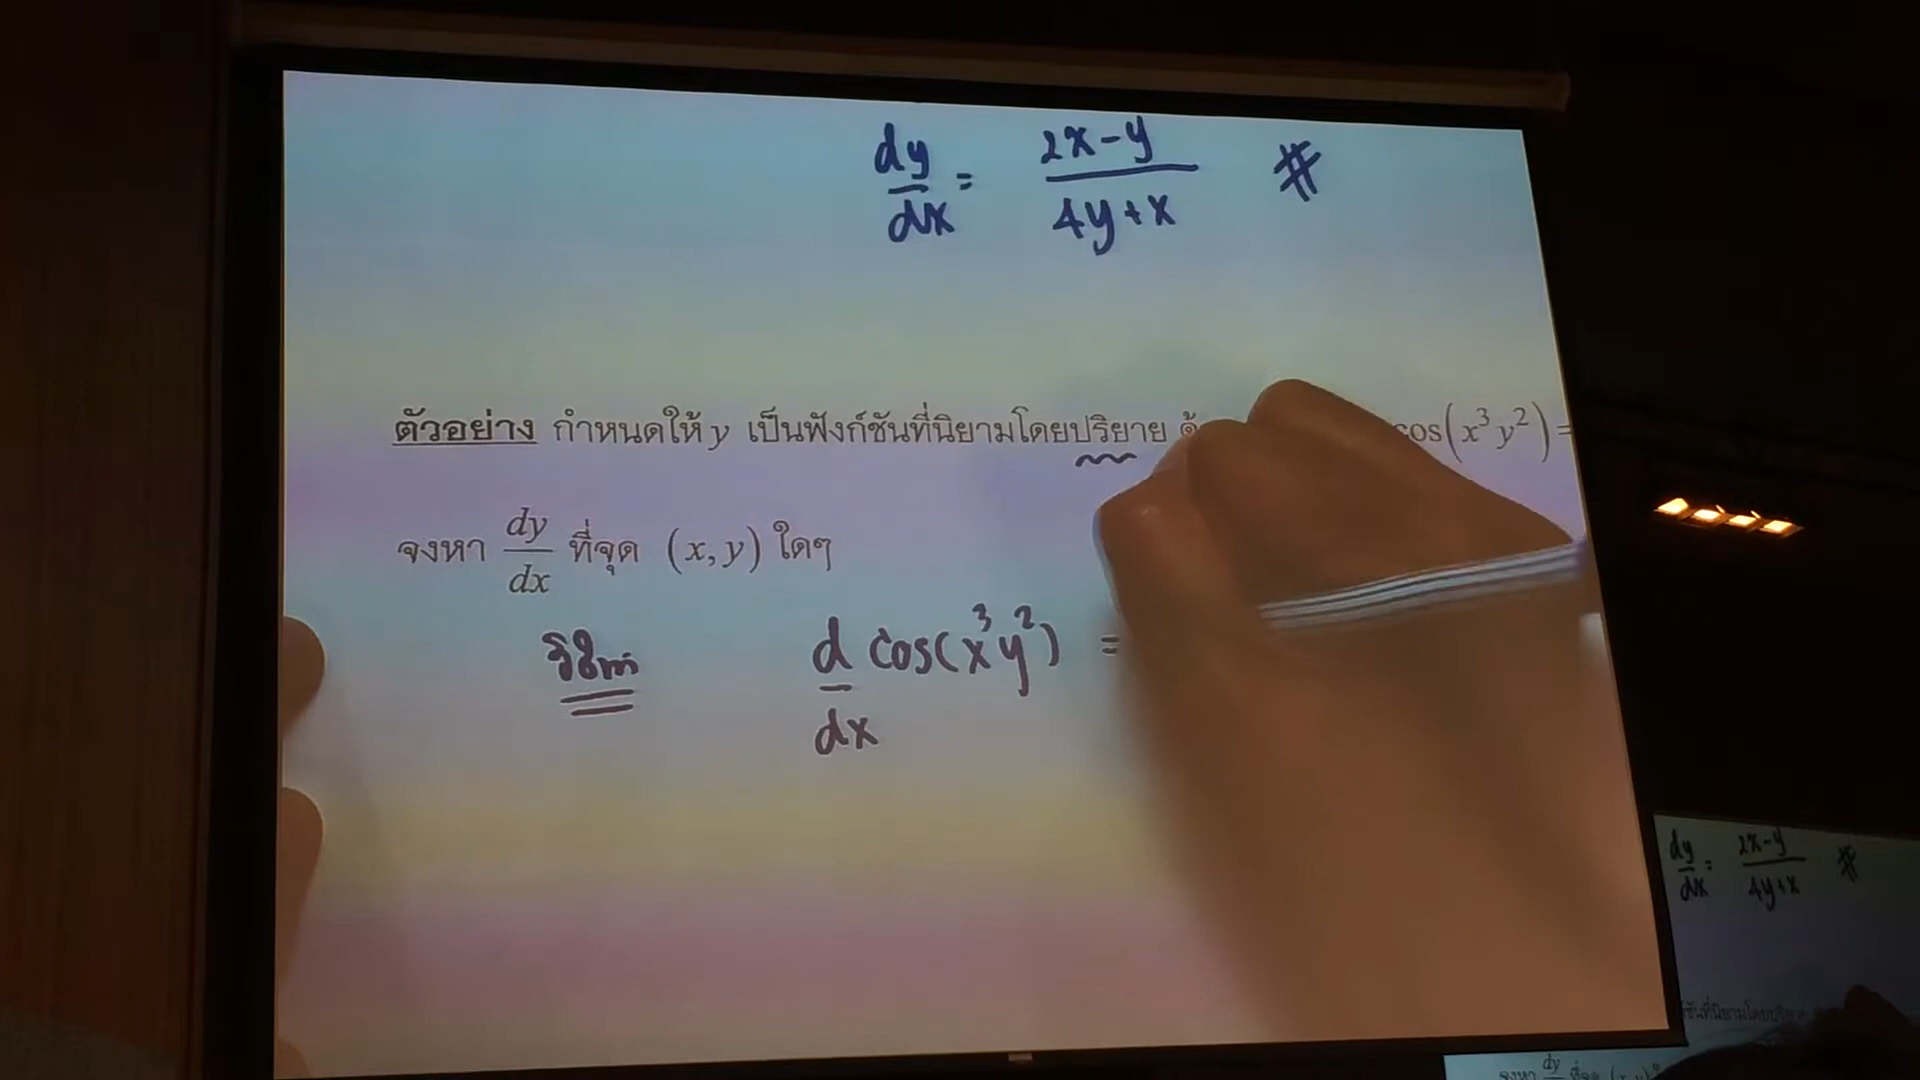 dy/dx = (2x-y)/(4y+x) #
ตัวอย่าง กำหนดให้ y เป็นฟังก์ชันที่นิยามโดยปริยาย cos(x³y²)=
จงหา dy/dx ที่จุด (x, y) ใดๆ
วิธีทำ d/dx cos(x³y²) =
dy/dx = (2x-y)/(4y+x) #